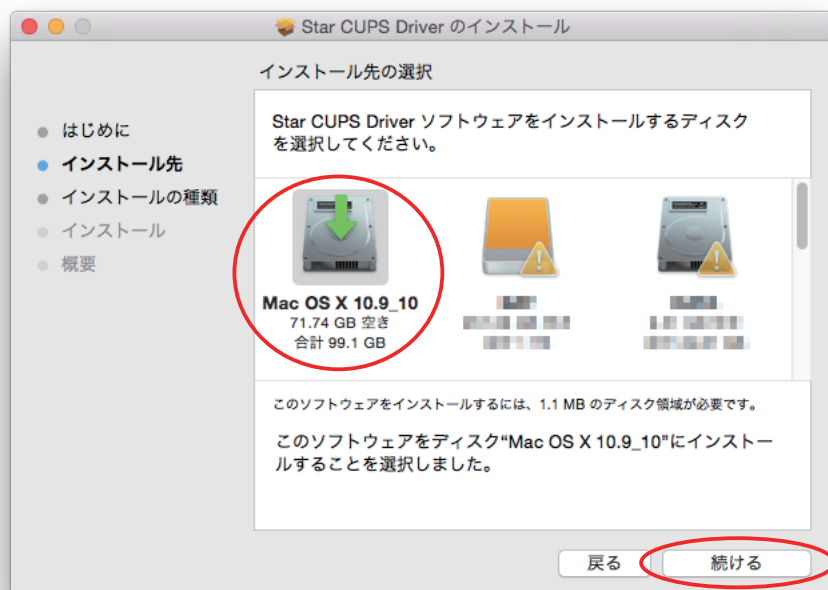 Star CUPS Driver のインストール
インストール先の選択
はじめに
インストール先
インストールの種類
インストール
概要
Star CUPS Driver ソフトウェアをインストールするディスク
を選択してください。
Mac OS X 10.9_10
71.74 GB 空き
合計 99.1 GB
このソフトウェアをインストールするには、1.1 MB のディスク領域が必要です。
このソフトウェアをディスク“Mac OS X 10.9_10”にインストー
ルすることを選択しました。
戻る
続ける